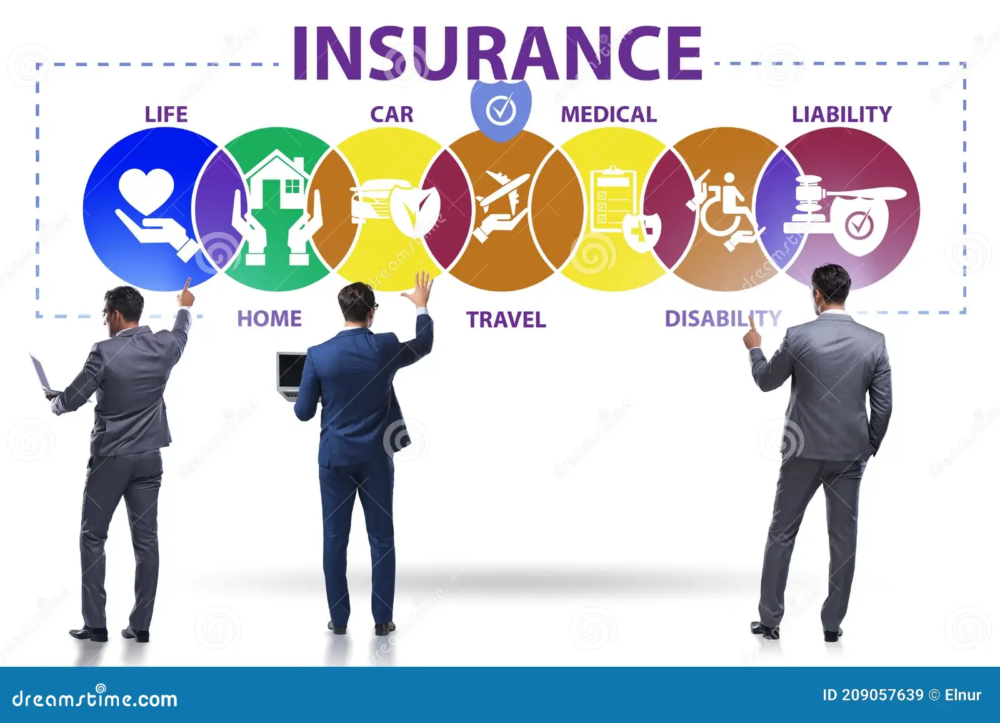 INSURANCE
LIFE
CAR
MEDICAL
LIABILITY
HOME
TRAVEL
DISABILITY
dreamstime.com
ID 209057639 © Elnur